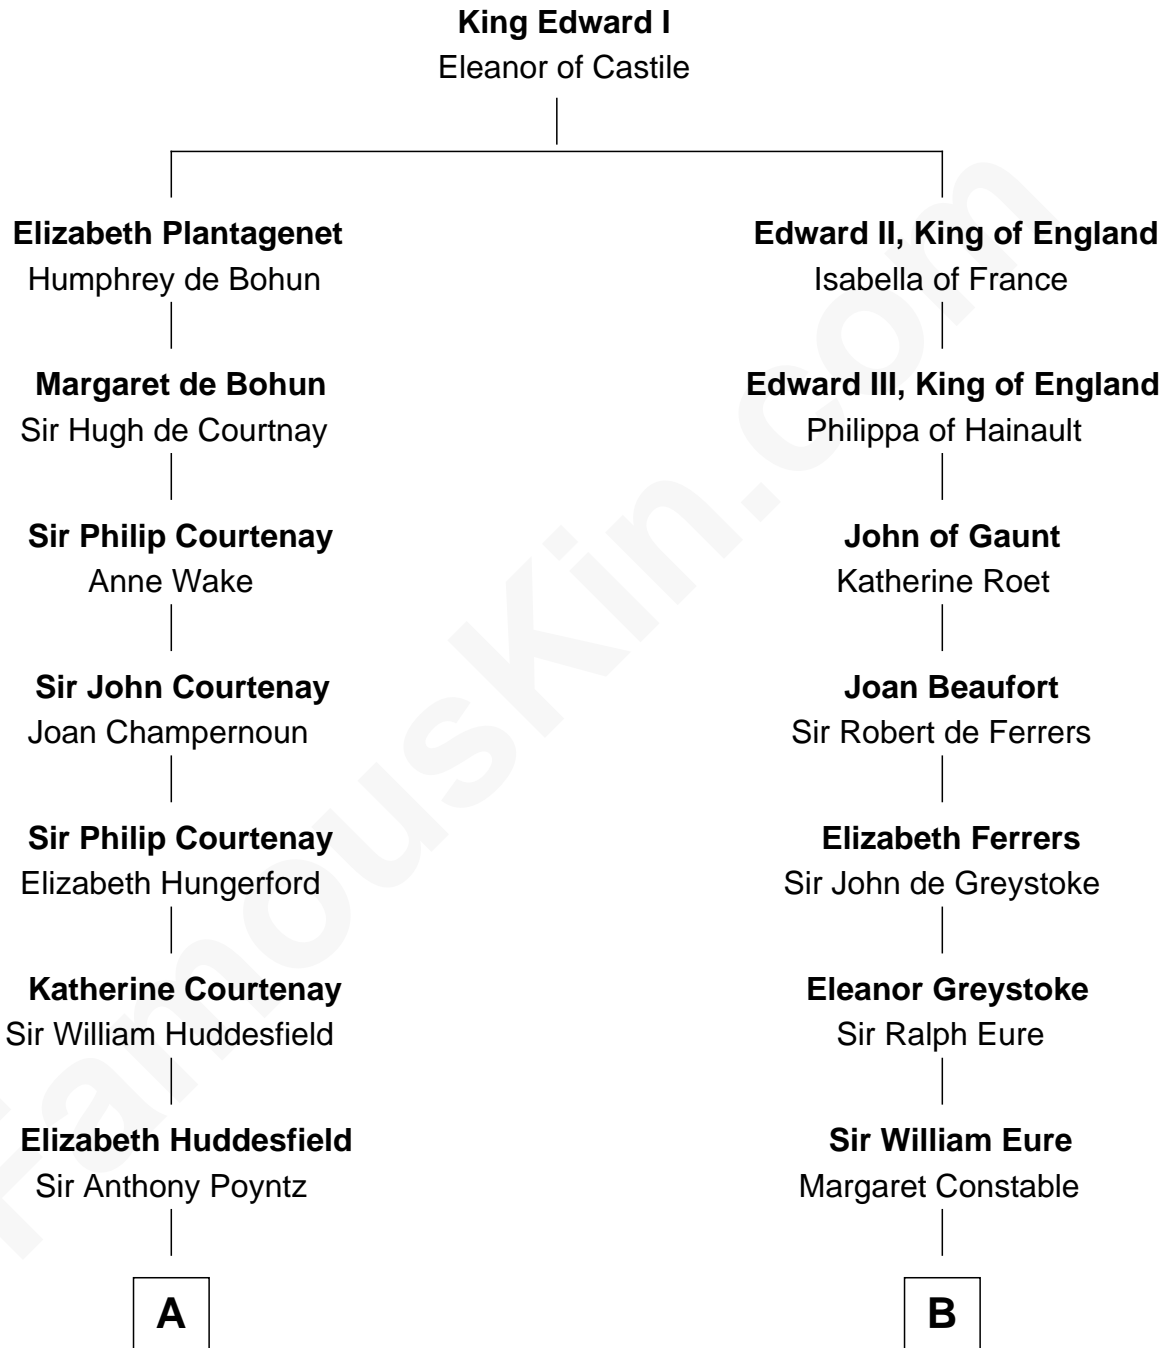 King Edward I
Eleanor of Castile
Elizabeth Plantagenet
Humphrey de Bohun
Margaret de Bohun
Sir Hugh de Courtnay
Sir Philip Courtenay
Anne Wake
Sir John Courtenay
Joan Champernoun
Sir Philip Courtenay
Elizabeth Hungerford
Katherine Courtenay
Sir William Huddesfield
Elizabeth Huddesfield
Sir Anthony Poyntz
A
Edward II, King of England
Isabella of France
Edward III, King of England
Philippa of Hainault
John of Gaunt
Katherine Roet
Joan Beaufort
Sir Robert de Ferrers
Elizabeth Ferrers
Sir John de Greystoke
Eleanor Greystoke
Sir Ralph Eure
Sir William Eure
Margaret Constable
B
FamousKin.com